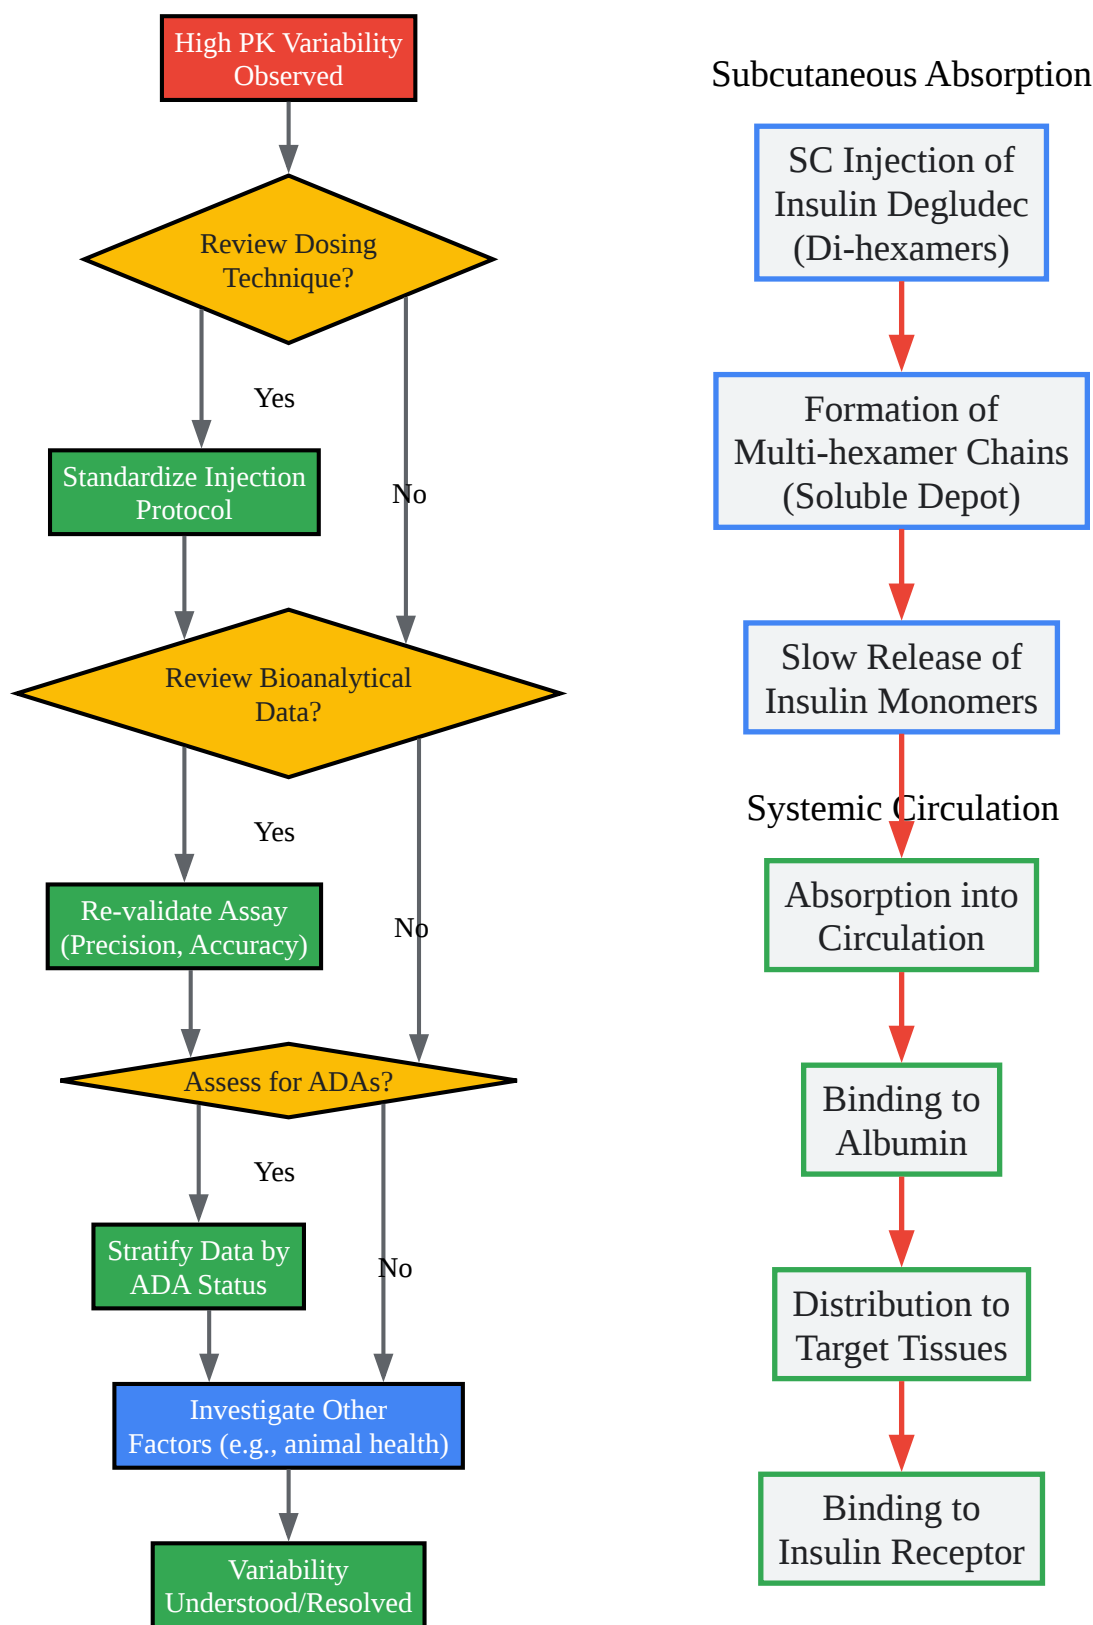 High PK Variability
Observed
Review Dosing
Technique?
Yes
No
Standardize Injection
Protocol
Review Bioanalytical
Data?
Yes
No
Re-validate Assay
(Precision, Accuracy)
Assess for ADAs?
Yes
No
Stratify Data by
ADA Status
Investigate Other
Factors (e.g., animal health)
Variability
Understood/Resolved
Subcutaneous Absorption
SC Injection of
Insulin Degludec
(Di-hexamers)
Formation of
Multi-hexamer Chains
(Soluble Depot)
Slow Release of
Insulin Monomers
Systemic Circulation
Absorption into
Circulation
Binding to
Albumin
Distribution to
Target Tissues
Binding to
Insulin Receptor